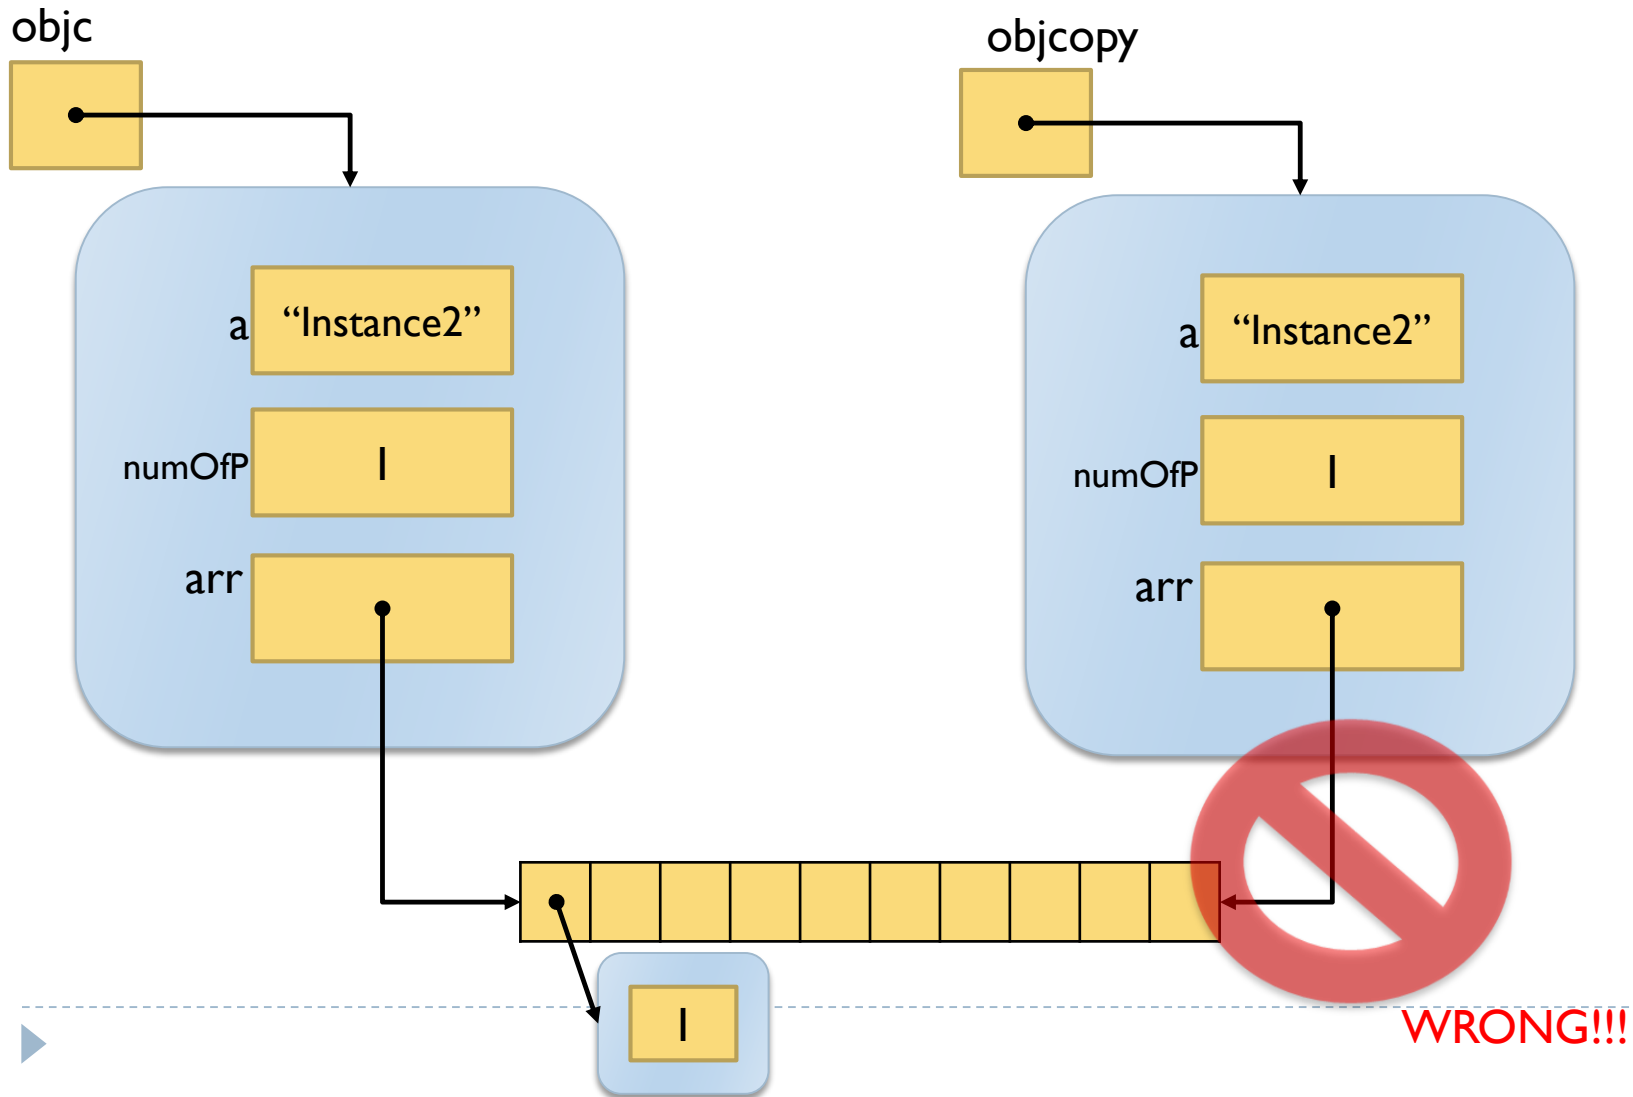 objc
objcopy
a "Instance2"
numOfP 1
arr
a "Instance2"
numOfP 1
arr
1
WRONG!!!